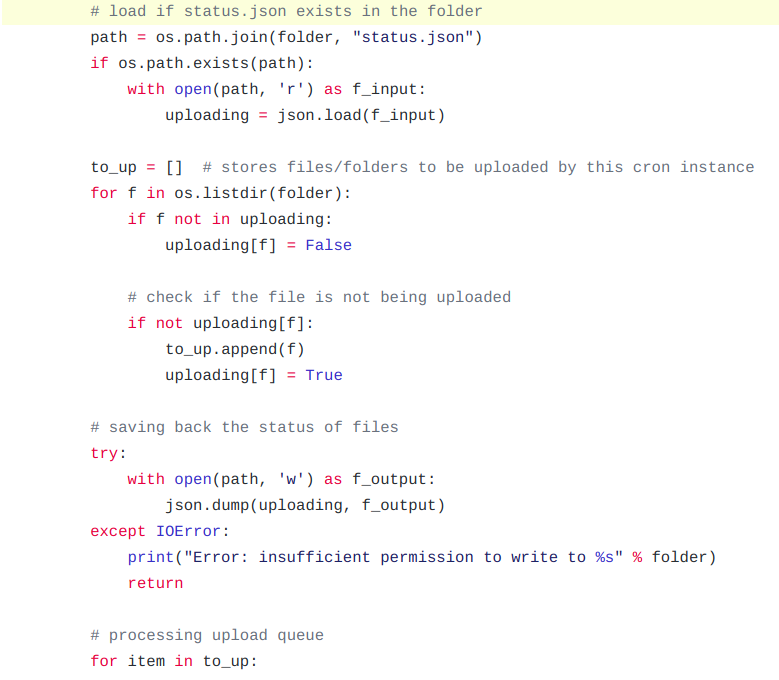 # load if status.json exists in the folder
path = os.path.join(folder, "status.json")
if os.path.exists(path):
    with open(path, 'r') as f_input:
        uploading = json.load(f_input)

to_up = []  # stores files/folders to be uploaded by this cron instance
for f in os.listdir(folder):
    if f not in uploading:
        uploading[f] = False

    # check if the file is not being uploaded
    if not uploading[f]:
        to_up.append(f)
        uploading[f] = True

# saving back the status of files
try:
    with open(path, 'w') as f_output:
        json.dump(uploading, f_output)
except IOError:
    print("Error: insufficient permission to write to %s" % folder)
    return

# processing upload queue
for item in to_up: